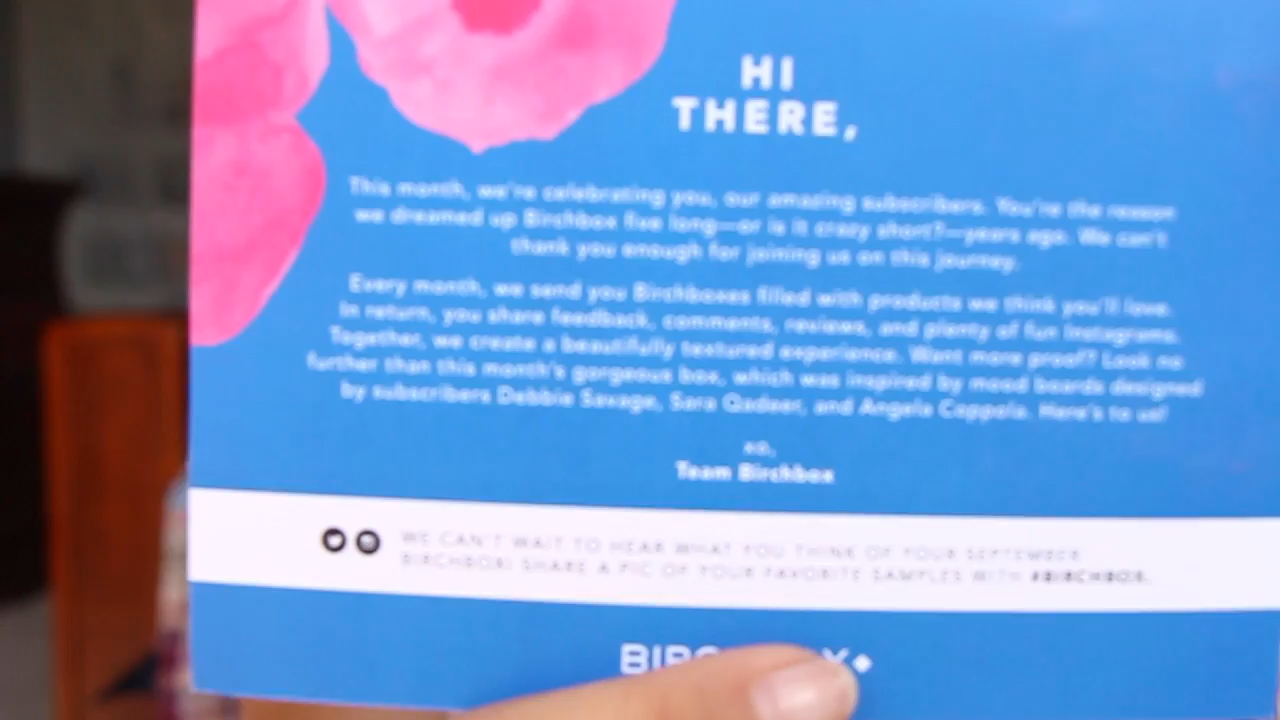 HI
THERE,
This month, we're celebrating you, our amazing subscribers. You're the reason
we dreamed up Birchbox five long—or is it crazy short?—years ago. We can't
thank you enough for joining us on this journey.
Every month, we send you Birchboxes filled with products we think you'll love.
In return, you share feedback, comments, reviews, and plenty of fun Instagrams.
Together, we create a beautifully textured experience. Want more proof? Look no
further than this month's gorgeous box, which was inspired by mood boards designed
by subscribers Debbie Savage, Sara Qadeer, and Angela Coppola. Here's to us!
XO,
Team Birchbox
WE CAN'T WAIT TO HEAR WHAT YOU THINK OF YOUR SEPTEMBER
BIRCHBOX! SHARE A PIC OF YOUR FAVORITE SAMPLES WITH #BIRCHBOX.